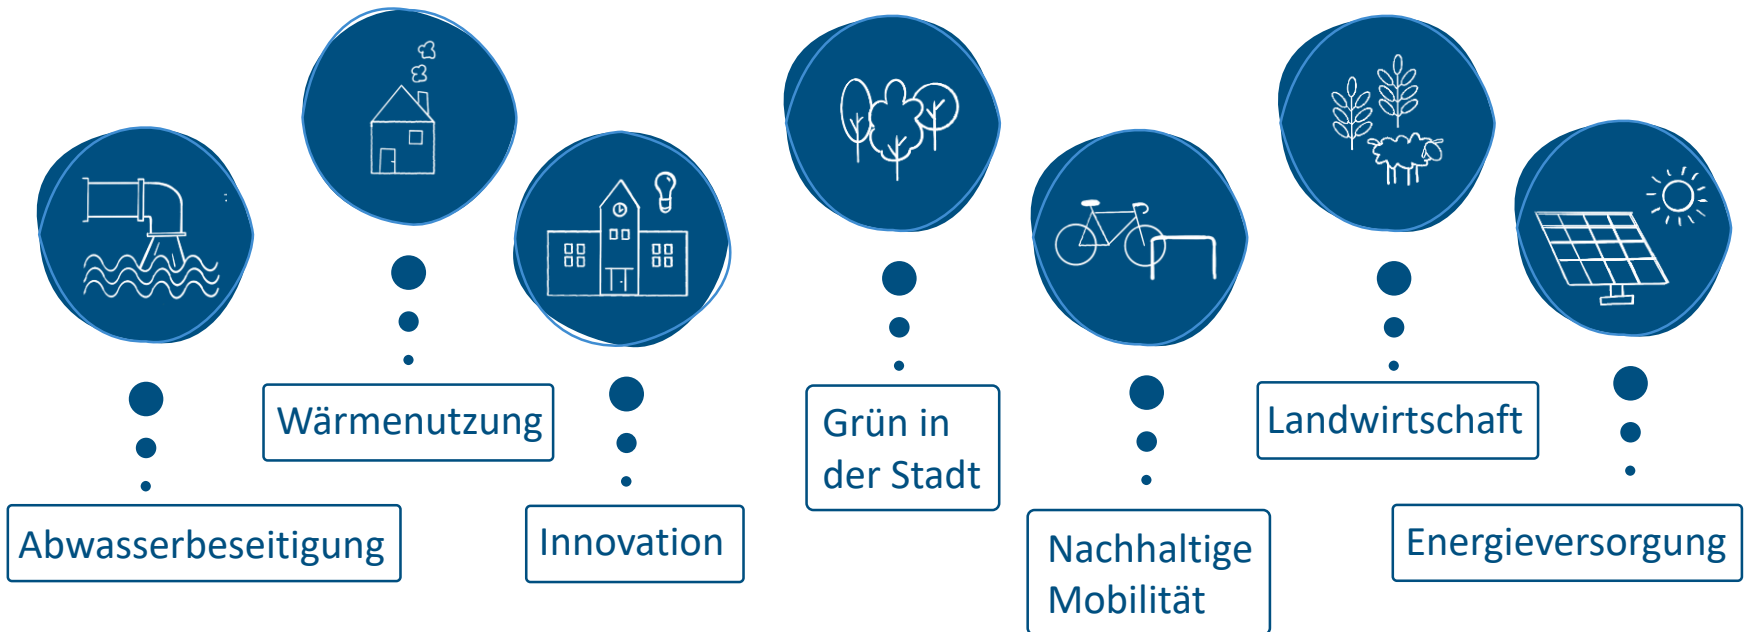 Abwasserbeseitigung
Wärmenutzung
Innovation
Grün in
der Stadt
Nachhaltige
Mobilität
Landwirtschaft
Energieversorgung